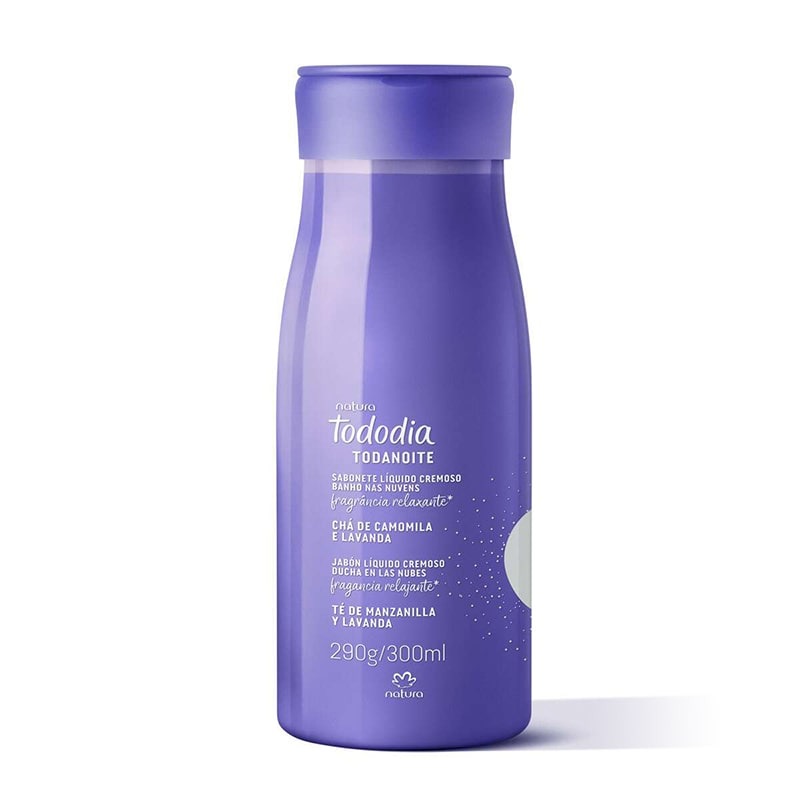 natura
Tododia
TODANOITE
SABONETE LÍQUIDO CREMOSO
BANHO NAS NUVENS
fragrância relaxante*
CHÁ DE CAMOMILA
E LAVANDA
JABÓN LÍQUIDO CREMOSO
DUCHA EN LAS NUBES
fragancia relajante*
TÉ DE MANZANILLA
Y LAVANDA
290g/300ml
natura